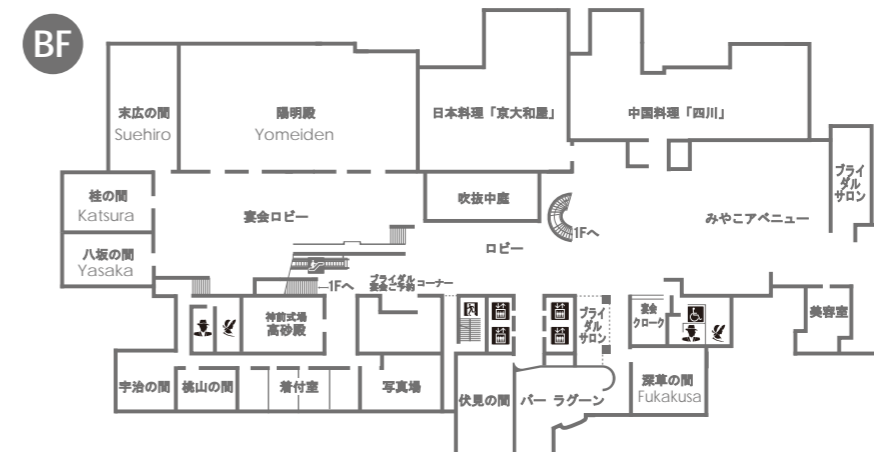 BF
末広の間
Suehiro
陽明殿
Yomeiden
日本料理「京大和屋」
中国料理「四川」
ブライ
ダル
サロン
桂の間
Katsura
宴会ロビー
吹抜中庭
みやこアベニュー
八坂の間
Yasaka
ロビー
1Fへ
1Fへ
ブライダル
宴会ご予約
コーナー
神前式場
高砂殿
ブライ
ダル
サロン
宴会
クローク
美容室
宇治の間
桃山の間
着付室
写真場
伏見の間
バー ラグーン
深草の間
Fukakusa